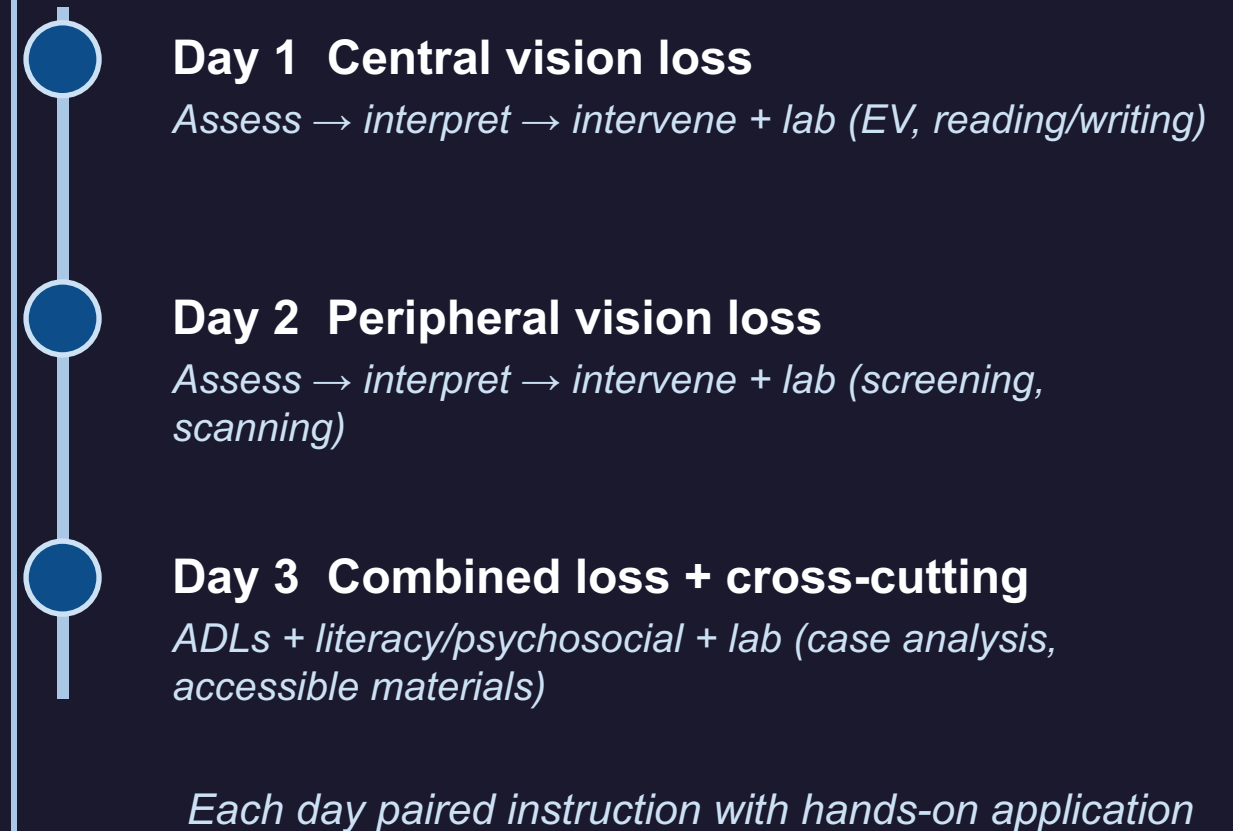 Day 1  Central vision loss
Assess → interpret → intervene + lab (EV, reading/writing)
Day 2  Peripheral vision loss
Assess → interpret → intervene + lab (screening,
scanning)
Day 3  Combined loss + cross-cutting
ADLs + literacy/psychosocial + lab (case analysis,
accessible materials)
Each day paired instruction with hands-on application